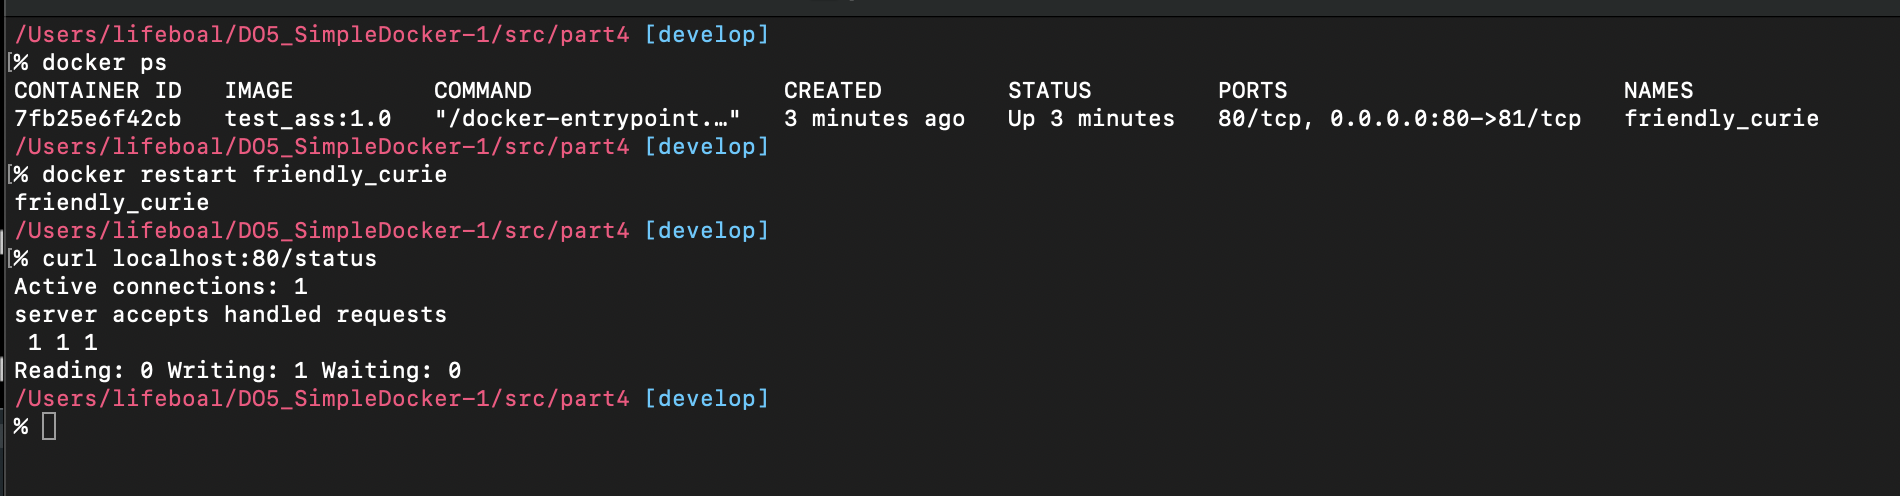 /Users/lifeboal/DO5_SimpleDocker-1/src/part4 [develop]
[% docker ps
CONTAINER ID   IMAGE          COMMAND                  CREATED         STATUS         PORTS                        NAMES
7fb25e6f42cb   test_ass:1.0   "/docker-entrypoint.…"   3 minutes ago   Up 3 minutes   80/tcp, 0.0.0.0:80->81/tcp   friendly_curie
/Users/lifeboal/DO5_SimpleDocker-1/src/part4 [develop]
[% docker restart friendly_curie
friendly_curie
/Users/lifeboal/DO5_SimpleDocker-1/src/part4 [develop]
[% curl localhost:80/status
Active connections: 1
server accepts handled requests
 1 1 1
Reading: 0 Writing: 1 Waiting: 0
/Users/lifeboal/DO5_SimpleDocker-1/src/part4 [develop]
%